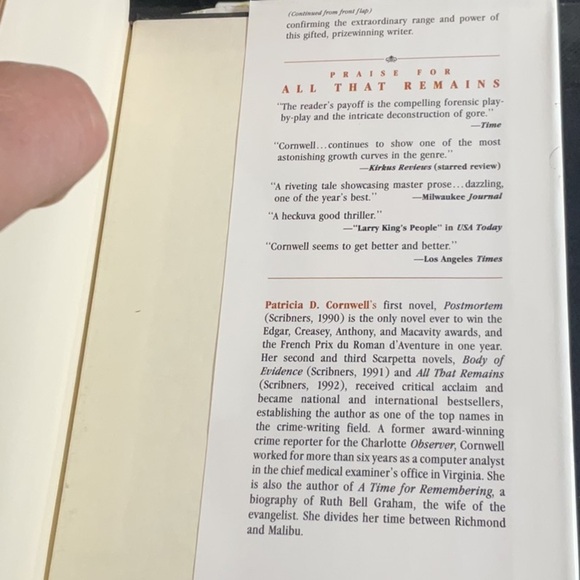 (Continued from front flap)
confirming the extraordinary range and power of
this gifted, prizewinning writer.
PRAISE FOR
ALL THAT REMAINS
"The reader's payoff is the compelling forensic play-
by-play and the intricate deconstruction of gore."
—Time
"Cornwell...continues to show one of the most
astonishing growth curves in the genre."
—Kirkus Reviews (starred review)
"A riveting tale showcasing master prose...dazzling,
one of the year's best." —Milwaukee Journal
"A heckuva good thriller."
—"Larry King's People" in USA Today
"Cornwell seems to get better and better."
—Los Angeles Times
Patricia D. Cornwell's first novel, Postmortem
(Scribners, 1990) is the only novel ever to win the
Edgar, Creasey, Anthony, and Macavity awards, and
the French Prix du Roman d'Aventure in one year.
Her second and third Scarpetta novels, Body of
Evidence (Scribners, 1991) and All That Remains
(Scribners, 1992), received critical acclaim and
became national and international bestsellers,
establishing the author as one of the top names in
the crime-writing field. A former award-winning
crime reporter for the Charlotte Observer, Cornwell
worked for more than six years as a computer analyst
in the chief medical examiner's office in Virginia. She
is also the author of A Time for Remembering, a
biography of Ruth Bell Graham, the wife of the
evangelist. She divides her time between Richmond
and Malibu.